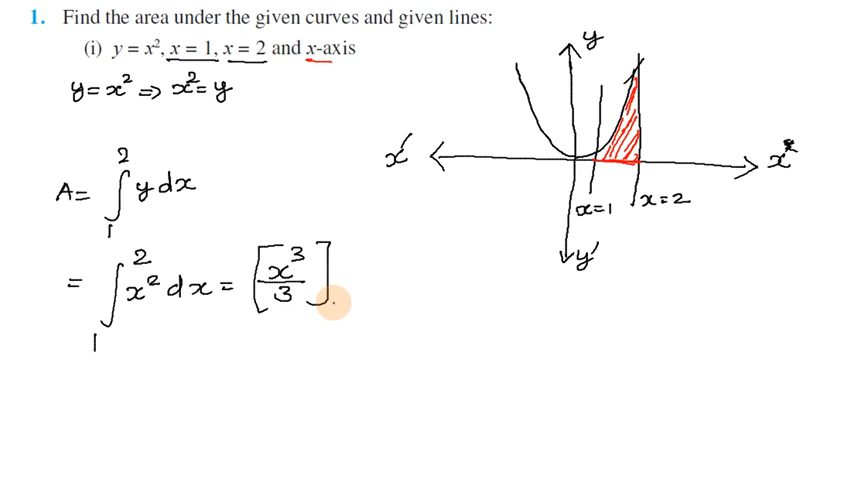 1. Find the area under the given curves and given lines:
(i) y = x², x = 1, x = 2 and x-axis
y = x² ⇒ x² = y
y
x′
x
x=1
x=2
y′
A = ∫₁² y dx
= ∫₁² x² dx = [x³/3]